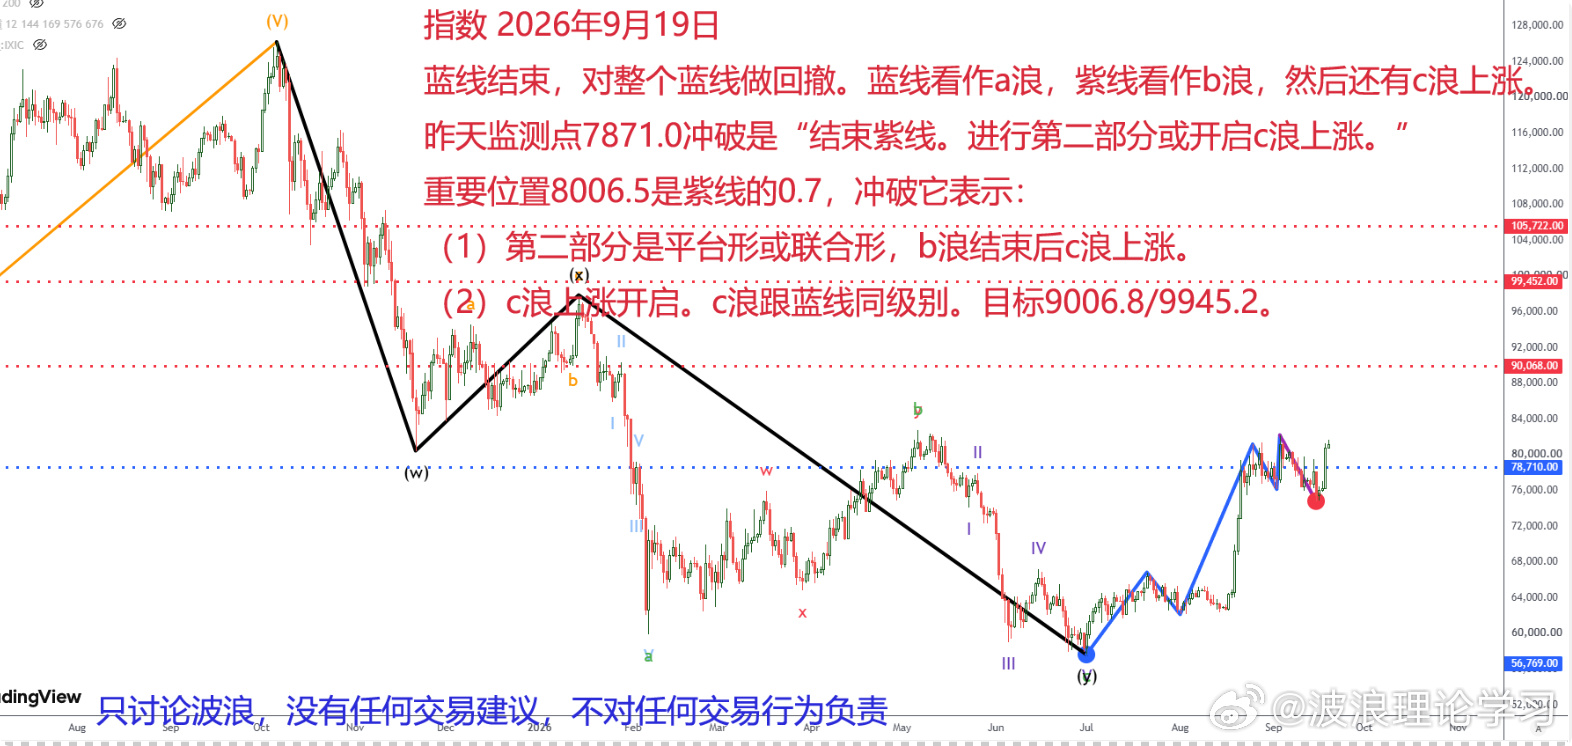 200
12 144 169 576 676
:IXIC
(V)
指数 2026年9月19日
蓝线结束，对整个蓝线做回撤。蓝线看作a浪，紫线看作b浪，然后还有c浪上涨。
昨天监测点7871.0冲破是“结束紫线。进行第二部分或开启c浪上涨。”
重要位置8006.5是紫线的0.7，冲破它表示：
（1）第二部分是平台形或联合形，b浪结束后c浪上涨。
（2）c浪上涨开启。c浪跟蓝线同级别。目标9006.8/9945.2。
128,000.00
124,000.00
120,000.00
116,000.00
112,000.00
108,000.00
105,722.00
104,000.00
99,452.00
96,000.00
92,000.00
90,068.00
88,000.00
84,000.00
80,000.00
78,710.00
76,000.00
72,000.00
68,000.00
64,000.00
60,000.00
56,769.00
52,000.00
(x)
a
b
II
I
V
(w)
III
a
w
x
b
II
I
IV
III
(y)
adingView
只讨论波浪，没有任何交易建议，不对任何交易行为负责
@波浪理论学习
Aug
Sep
Oct
Nov
Dec
2026
Feb
Mar
Apr
May
Jun
Jul
Aug
Sep
Oct
Nov